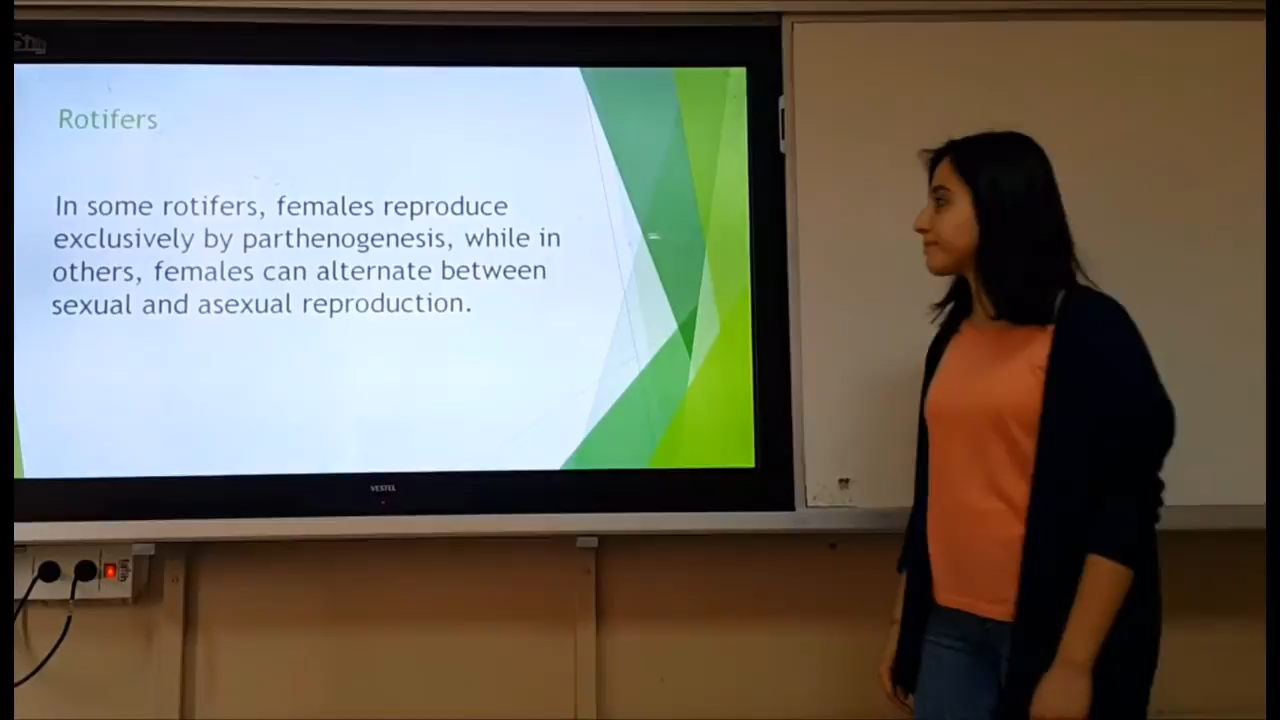 Rotifers
In some rotifers, females reproduce
exclusively by parthenogenesis, while in
others, females can alternate between
sexual and asexual reproduction.
VESTEL